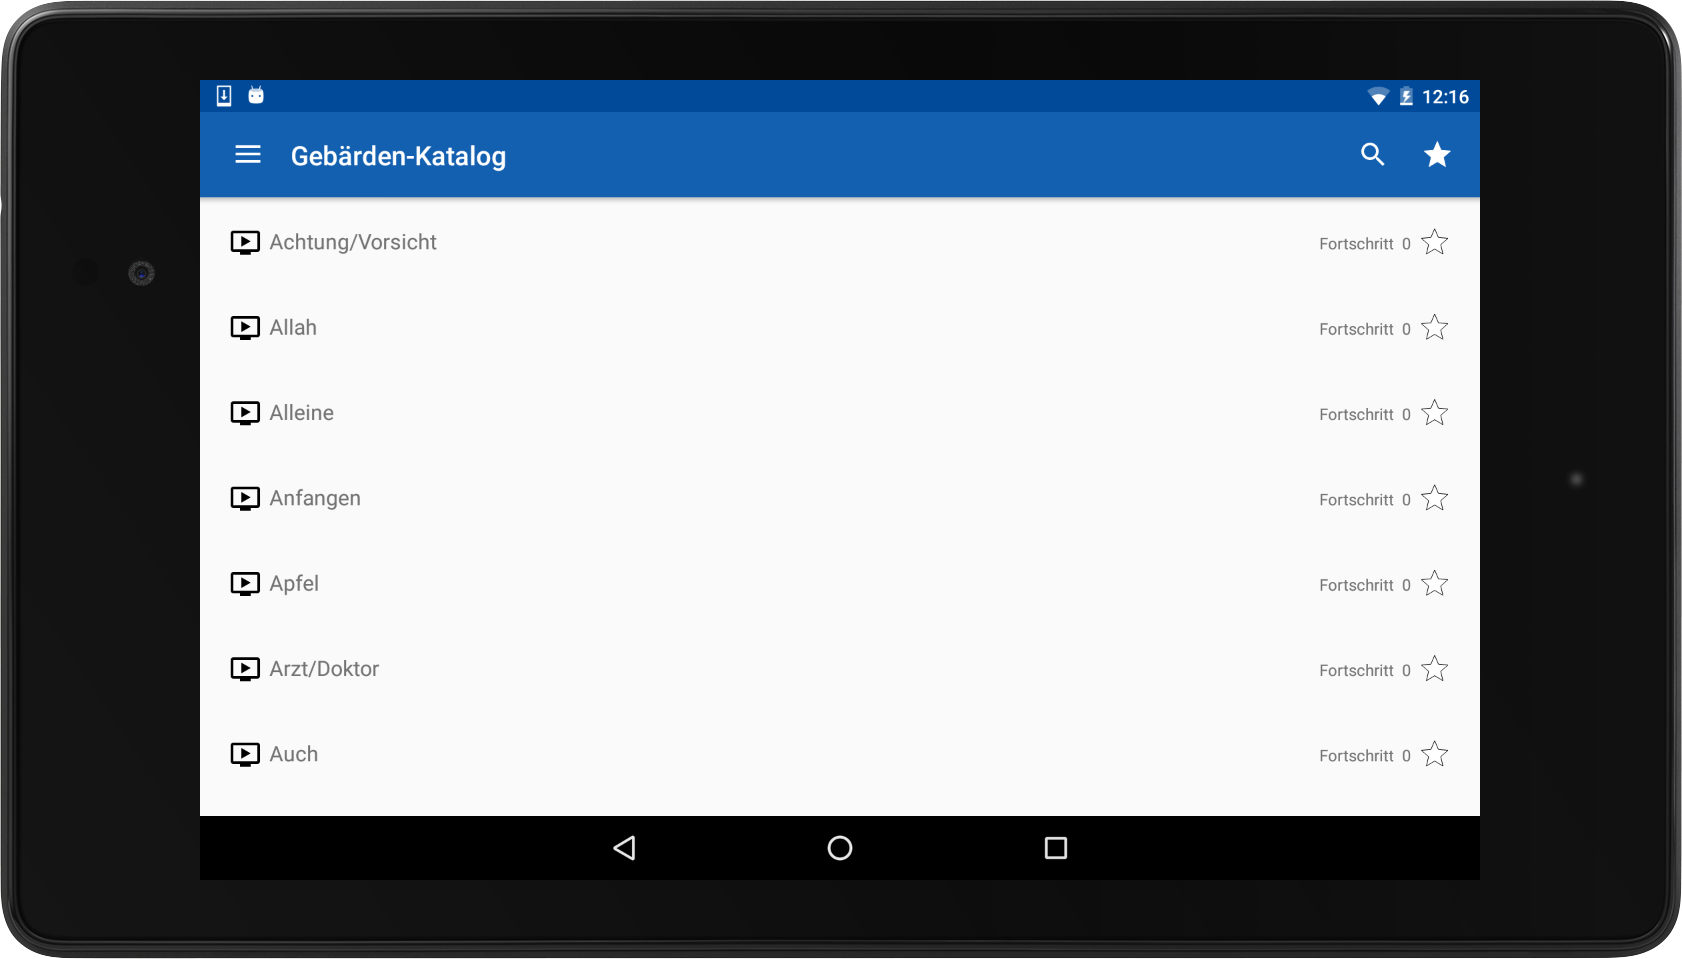 12:16
Gebärden-Katalog
Achtung/Vorsicht Fortschritt 0
Allah Fortschritt 0
Alleine Fortschritt 0
Anfangen Fortschritt 0
Apfel Fortschritt 0
Arzt/Doktor Fortschritt 0
Auch Fortschritt 0